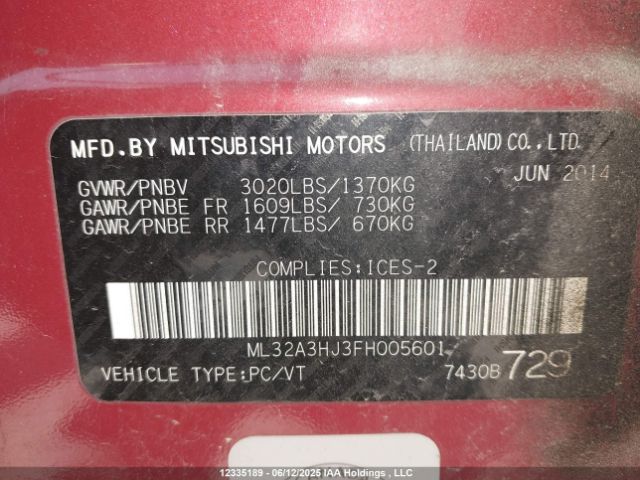 MFD.BY MITSUBISHI MOTORS (THAILAND)CO.,LTD.
JUN 2014
GVWR/PNBV 3020LBS/1370KG
GAWR/PNBE FR 1609LBS/ 730KG
GAWR/PNBE RR 1477LBS/ 670KG
COMPLIES:ICES-2
ML32A3HJ3FH005601
VEHICLE TYPE:PC/VT 7430B 729
12335189 - 06/12/2025 IAA Holdings , LLC